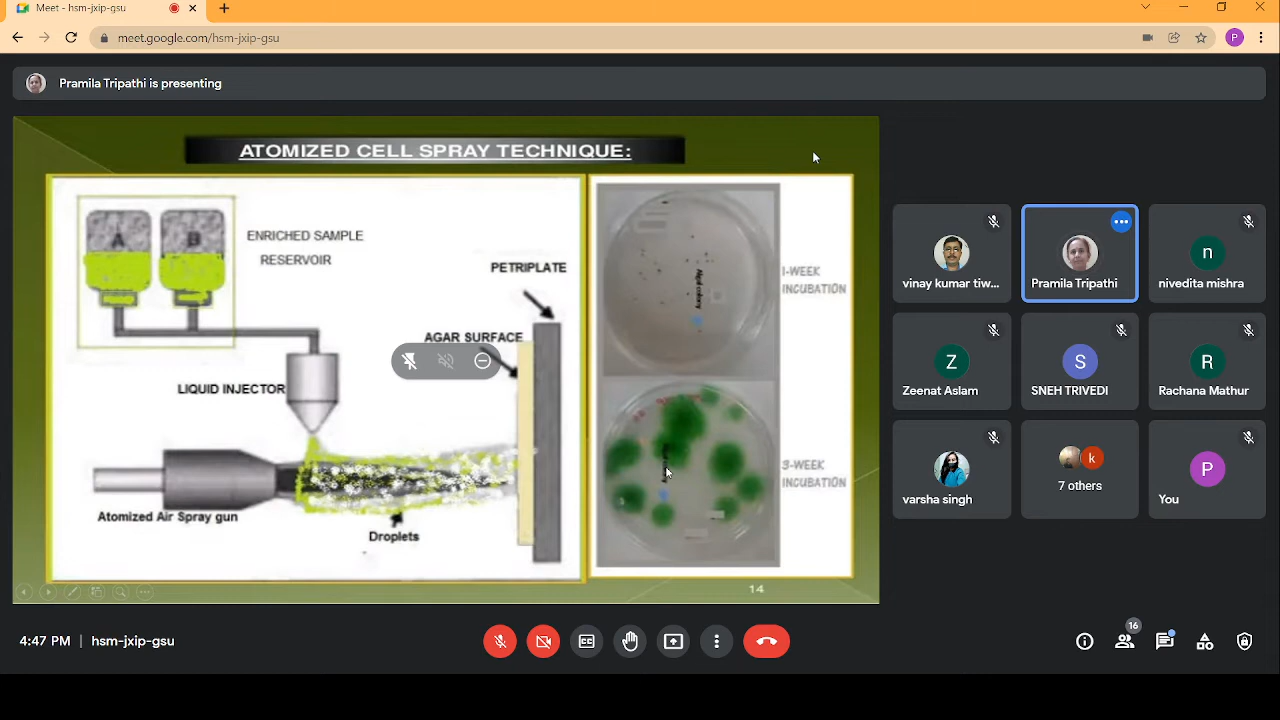 Meet - hsm-jxip-gsu
meet.google.com/hsm-jxip-gsu
P
Pramila Tripathi is presenting
ATOMIZED CELL SPRAY TECHNIQUE:
A
B
ENRICHED SAMPLE
RESERVOIR
PETRIPLATE
AGAR SURFACE
LIQUID INJECTOR
Atomized Air Spray gun
Droplets
Algal colony
1-WEEK
INCUBATION
3-WEEK
INCUBATION
14
vinay kumar tiw...
Pramila Tripathi
n
nivedita mishra
Z
Zeenat Aslam
S
SNEH TRIVEDI
R
Rachana Mathur
varsha singh
k
7 others
P
You
4:47 PM | hsm-jxip-gsu
CC
16